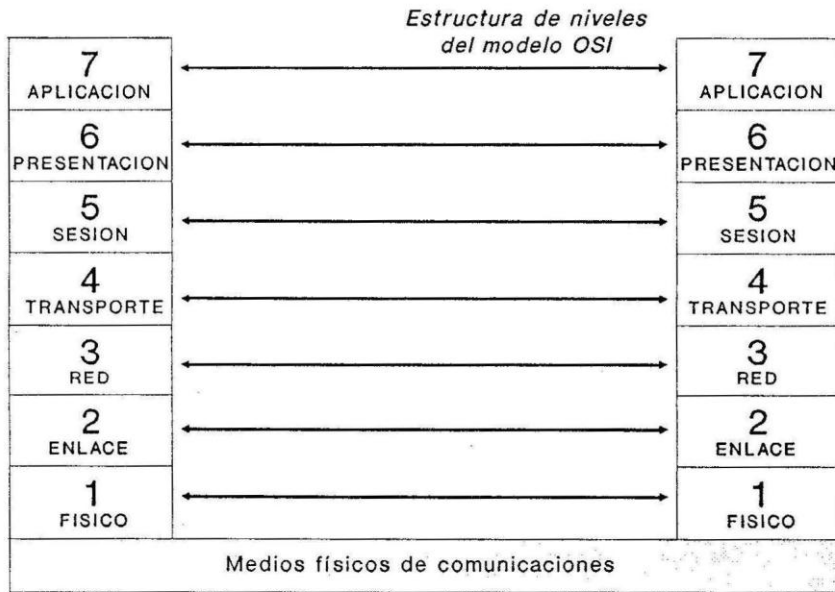 Estructura de niveles
del modelo OSI
7
APLICACION
7
APLICACION
6
PRESENTACION
6
PRESENTACION
5
SESION
5
SESION
4
TRANSPORTE
4
TRANSPORTE
3
RED
3
RED
2
ENLACE
2
ENLACE
1
FISICO
1
FISICO
Medios físicos de comunicaciones